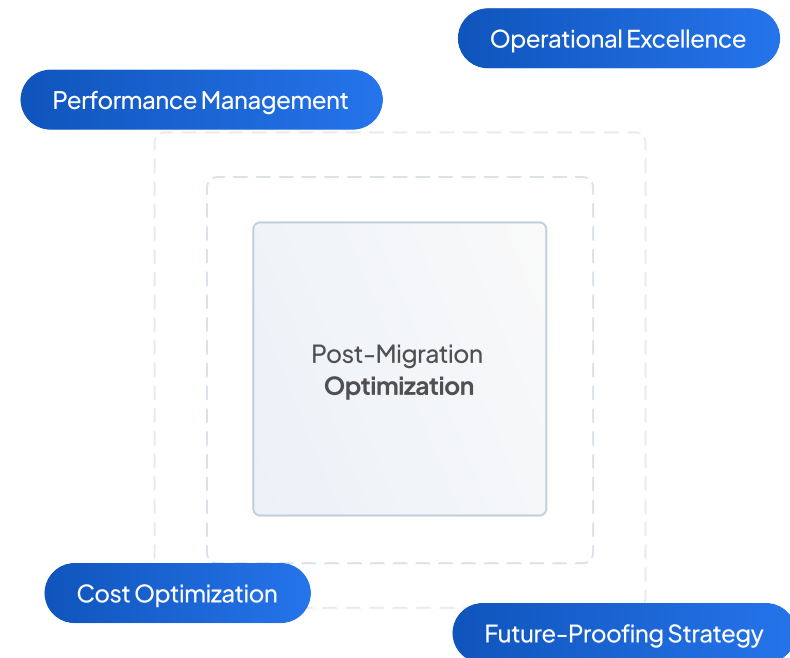 Operational Excellence
Performance Management
Post-Migration
Optimization
Cost Optimization
Future-Proofing Strategy